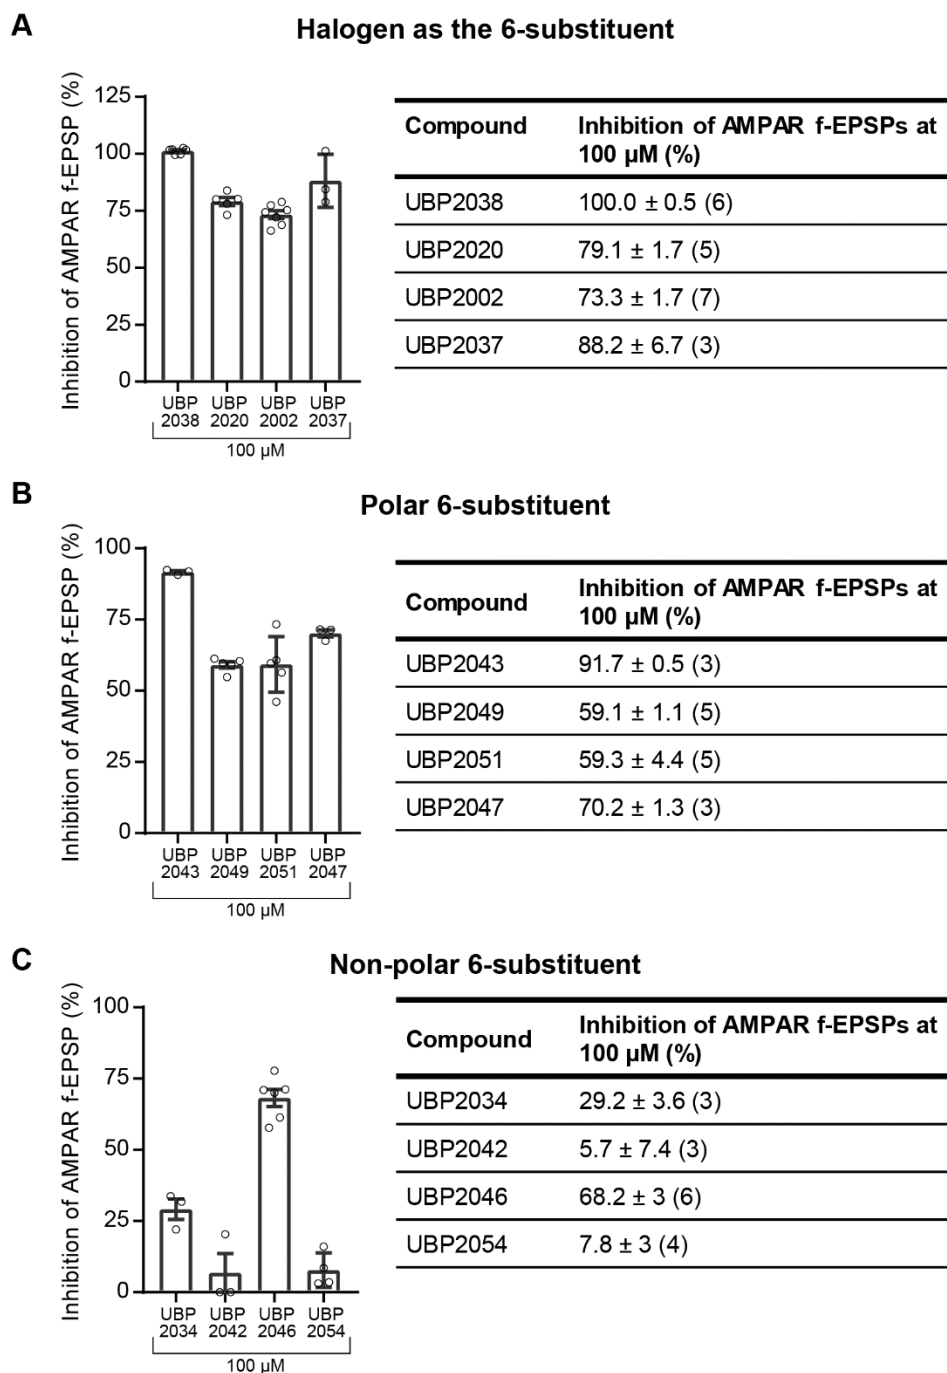 A
Halogen as the 6-substituent
Inhibition of AMPAR f-EPSP (%)
125
100
75
50
25
0
UBP 2038
UBP 2020
UBP 2002
UBP 2037
100 µM
Compound
Inhibition of AMPAR f-EPSPs at
100 µM (%)
UBP2038 100.0 ± 0.5 (6)
UBP2020 79.1 ± 1.7 (5)
UBP2002 73.3 ± 1.7 (7)
UBP2037 88.2 ± 6.7 (3)
B
Polar 6-substituent
Inhibition of AMPAR f-EPSP (%)
100
75
50
25
0
UBP 2043
UBP 2049
UBP 2051
UBP 2047
100 µM
Compound
Inhibition of AMPAR f-EPSPs at
100 µM (%)
UBP2043 91.7 ± 0.5 (3)
UBP2049 59.1 ± 1.1 (5)
UBP2051 59.3 ± 4.4 (5)
UBP2047 70.2 ± 1.3 (3)
C
Non-polar 6-substituent
Inhibition of AMPAR f-EPSP (%)
100
75
50
25
0
UBP 2034
UBP 2042
UBP 2046
UBP 2054
100 µM
Compound
Inhibition of AMPAR f-EPSPs at
100 µM (%)
UBP2034 29.2 ± 3.6 (3)
UBP2042 5.7 ± 7.4 (3)
UBP2046 68.2 ± 3 (6)
UBP2054 7.8 ± 3 (4)